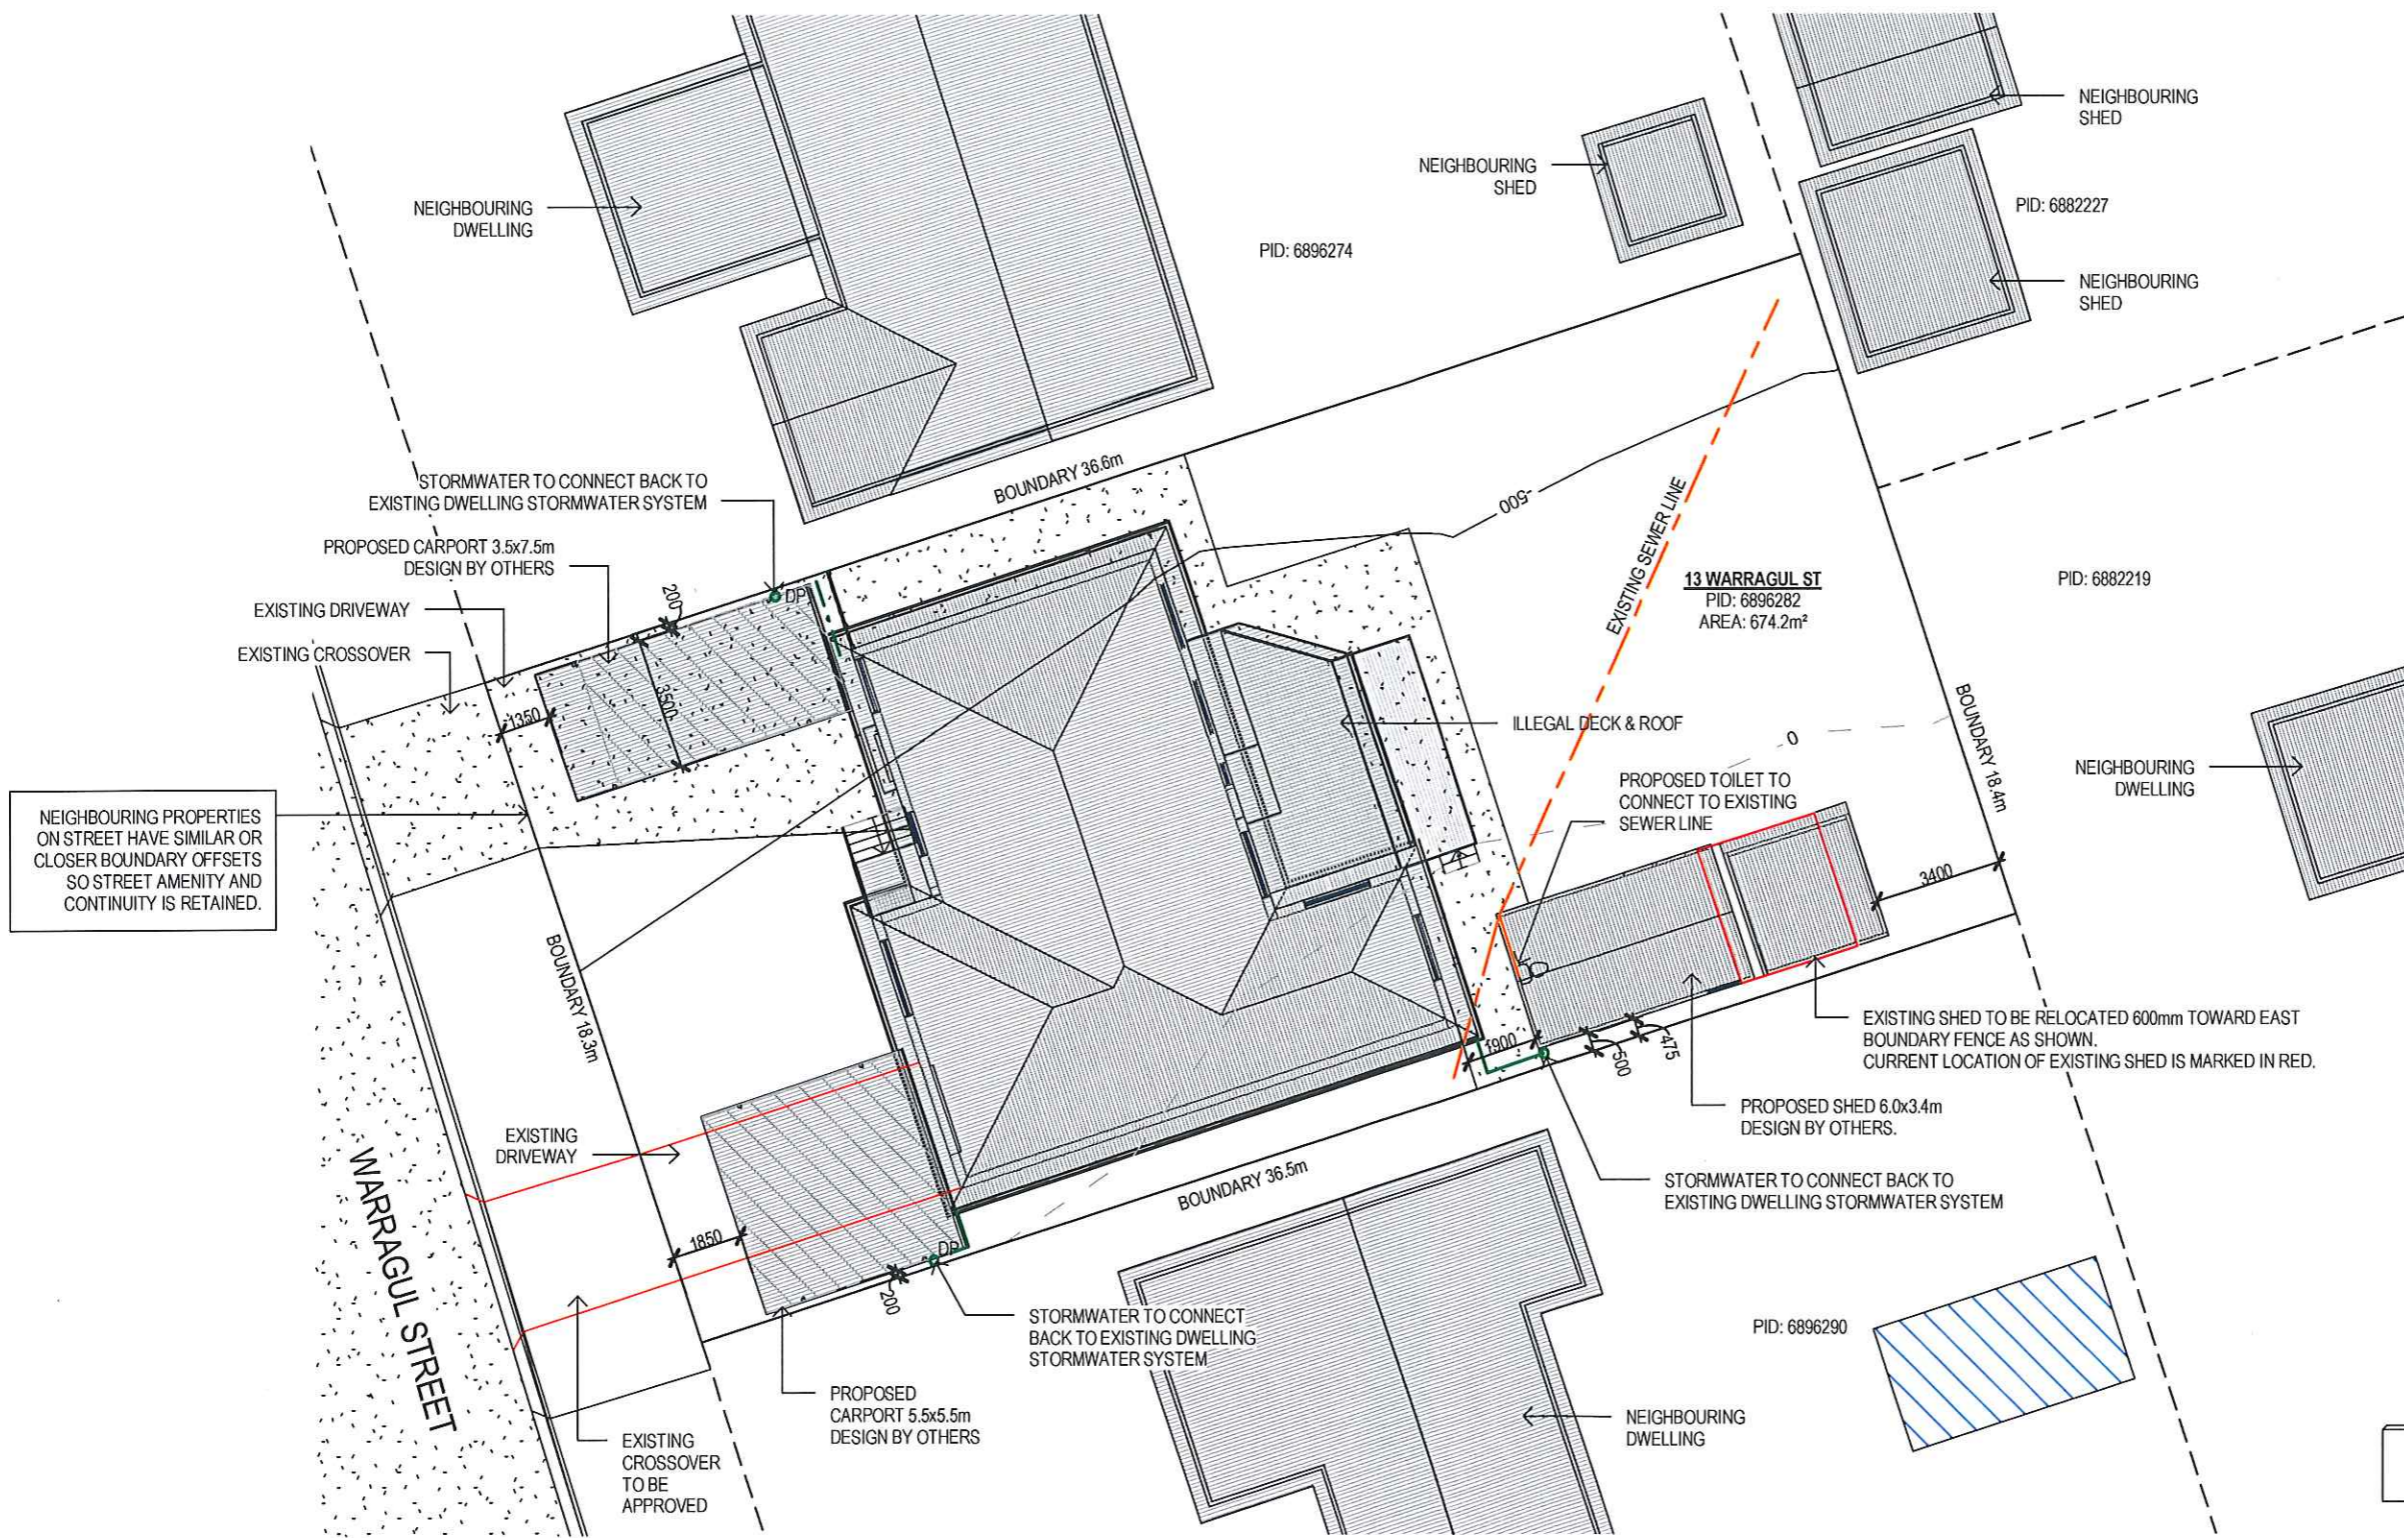 NEIGHBOURING
SHED
NEIGHBOURING
SHED
PID: 6882227
NEIGHBOURING
DWELLING
PID: 6896274
NEIGHBOURING
SHED
STORMWATER TO CONNECT BACK TO
EXISTING DWELLING STORMWATER SYSTEM
BOUNDARY 36.6m
-500
EXISTING SEWER LINE
PROPOSED CARPORT 3.5x7.5m
DESIGN BY OTHERS
200
DP
13 WARRAGUL ST
PID: 6896282
AREA: 674.2m²
PID: 6882219
EXISTING DRIVEWAY
EXISTING CROSSOVER
1350
3500
ILLEGAL DECK & ROOF
0
BOUNDARY 18.4m
PROPOSED TOILET TO
CONNECT TO EXISTING
SEWER LINE
NEIGHBOURING
DWELLING
NEIGHBOURING PROPERTIES
ON STREET HAVE SIMILAR OR
CLOSER BOUNDARY OFFSETS
SO STREET AMENITY AND
CONTINUITY IS RETAINED.
3400
BOUNDARY 18.3m
1900
500
475
EXISTING SHED TO BE RELOCATED 600mm TOWARD EAST
BOUNDARY FENCE AS SHOWN.
CURRENT LOCATION OF EXISTING SHED IS MARKED IN RED.
PROPOSED SHED 6.0x3.4m
DESIGN BY OTHERS.
EXISTING
DRIVEWAY
WARRAGUL STREET
BOUNDARY 36.5m
STORMWATER TO CONNECT BACK TO
EXISTING DWELLING STORMWATER SYSTEM
1850
DP
200
STORMWATER TO CONNECT
BACK TO EXISTING DWELLING
STORMWATER SYSTEM
PID: 6896290
PROPOSED
CARPORT 5.5x5.5m
DESIGN BY OTHERS
NEIGHBOURING
DWELLING
EXISTING
CROSSOVER
TO BE
APPROVED